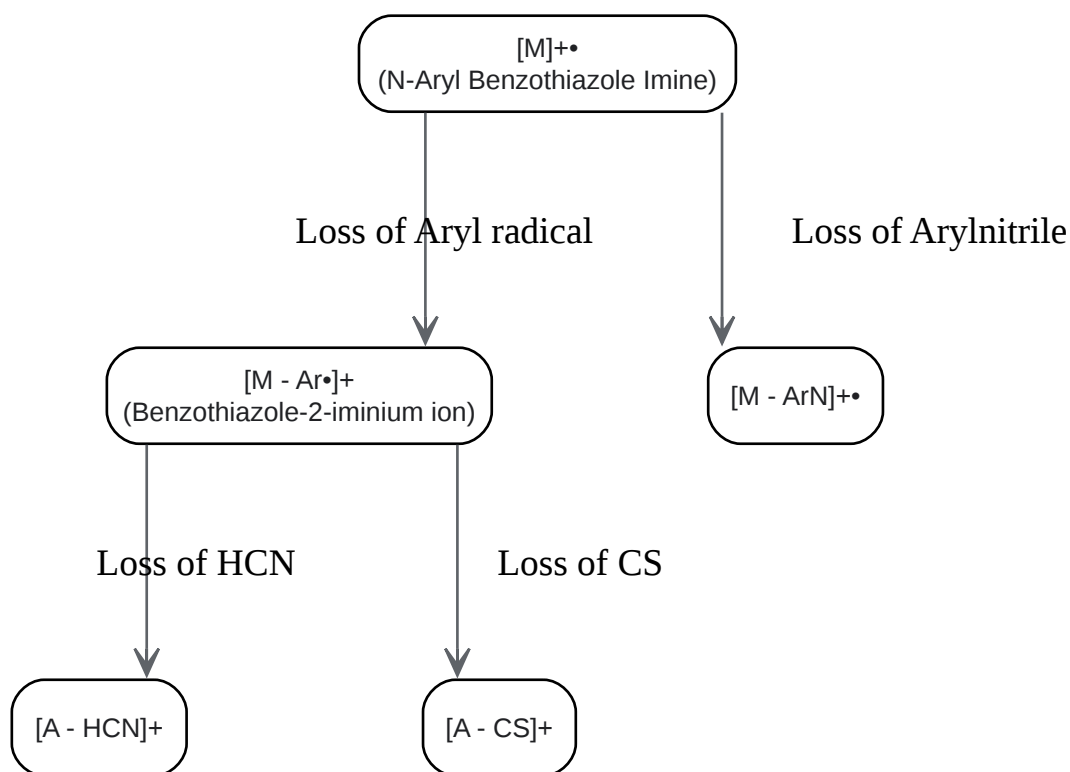 [M]+•
(N-Aryl Benzothiazole Imine)
Loss of Aryl radical
Loss of Arylnitrile
[M - Ar•]+
(Benzothiazole-2-iminium ion)
[M - ArN]+•
Loss of HCN
Loss of CS
[A - HCN]+
[A - CS]+